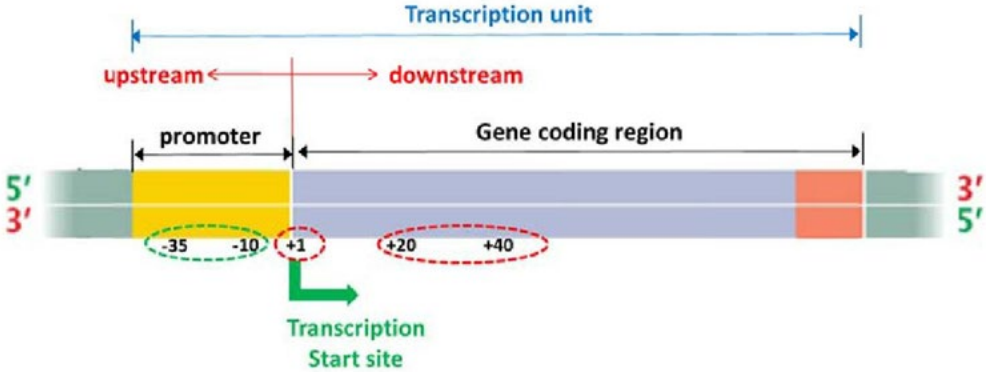 Transcription unit
upstream downstream
promoter Gene coding region
5′ 3′
3′ 5′
-35 -10 +1 +20 +40
Transcription
Start site